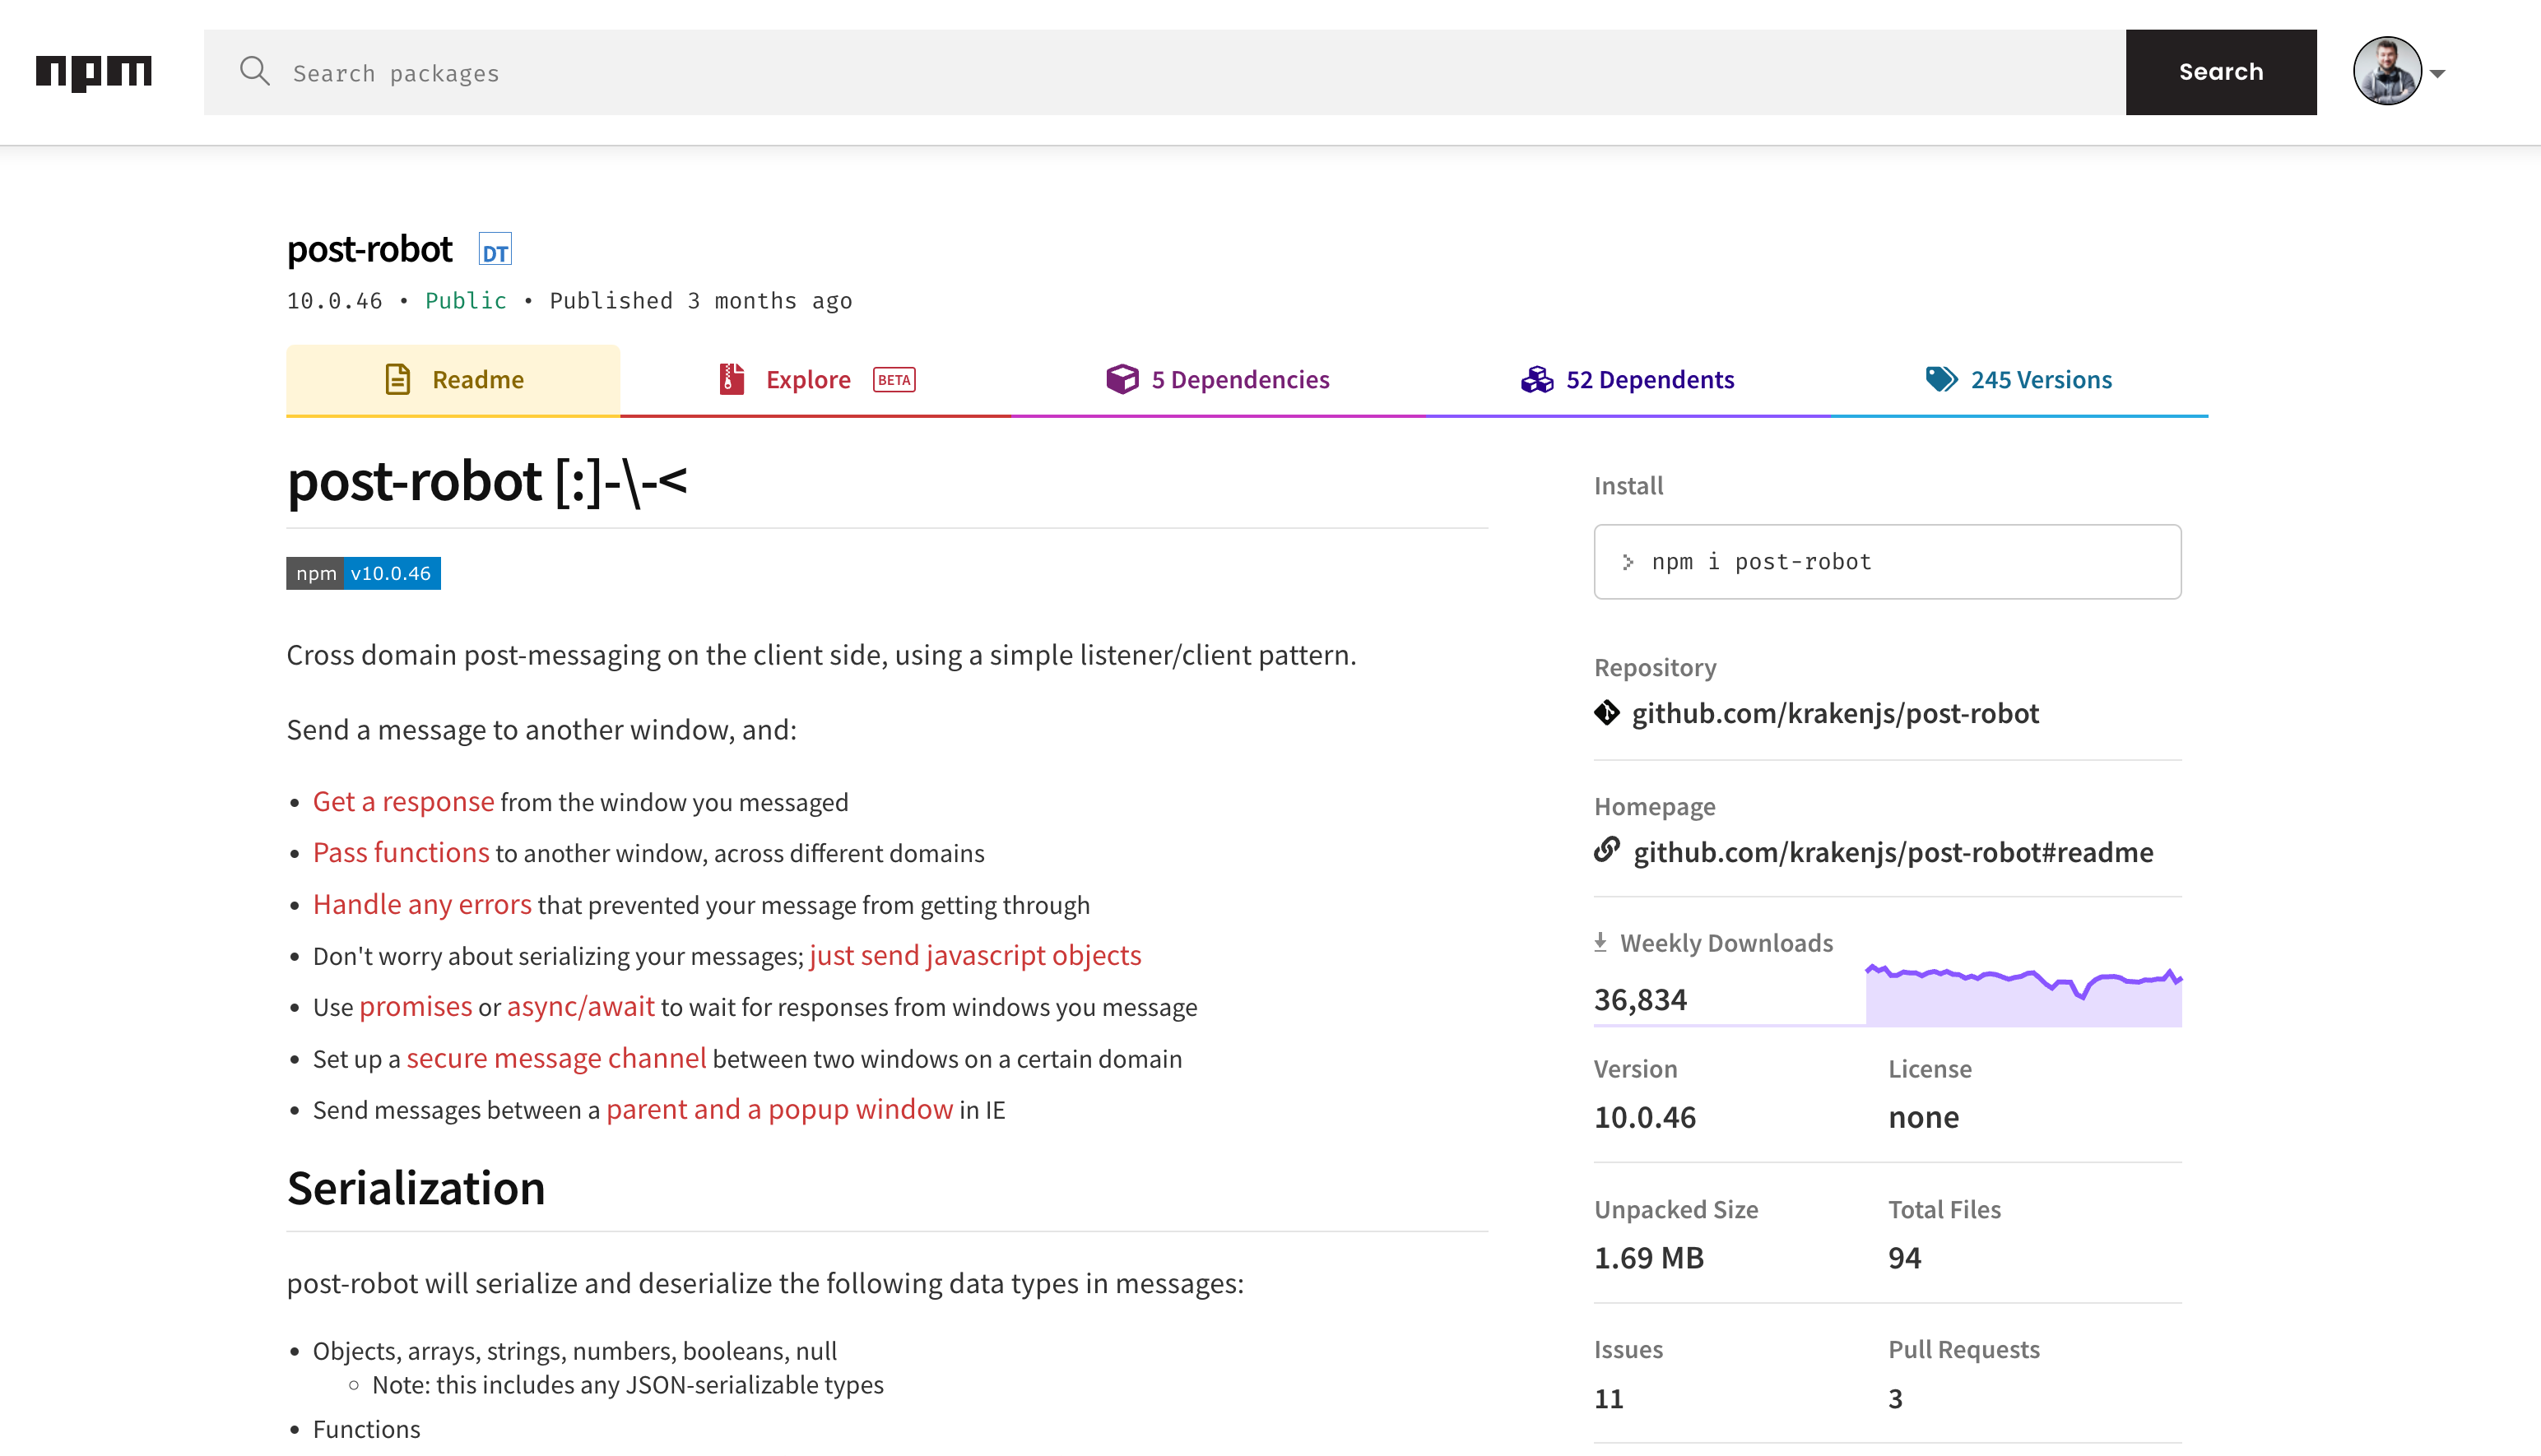 npm
Search packages
Search
post-robot DT
10.0.46 • Public • Published 3 months ago
Readme
Explore BETA
5 Dependencies
52 Dependents
245 Versions
post-robot [:]-\-<
npm v10.0.46
Cross domain post-messaging on the client side, using a simple listener/client pattern.
Send a message to another window, and:
• Get a response from the window you messaged
• Pass functions to another window, across different domains
• Handle any errors that prevented your message from getting through
• Don't worry about serializing your messages; just send javascript objects
• Use promises or async/await to wait for responses from windows you message
• Set up a secure message channel between two windows on a certain domain
• Send messages between a parent and a popup window in IE
Serialization
post-robot will serialize and deserialize the following data types in messages:
• Objects, arrays, strings, numbers, booleans, null
◦ Note: this includes any JSON-serializable types
• Functions
Install
> npm i post-robot
Repository
github.com/krakenjs/post-robot
Homepage
github.com/krakenjs/post-robot#readme
Weekly Downloads
36,834
Version
10.0.46
License
none
Unpacked Size
1.69 MB
Total Files
94
Issues
11
Pull Requests
3